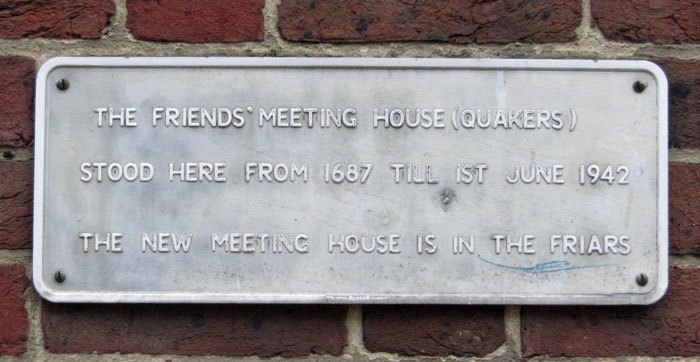 THE FRIENDS' MEETING HOUSE (QUAKERS)
STOOD HERE FROM 1687 TILL 1ST JUNE 1942
THE NEW MEETING HOUSE IS IN THE FRIARS